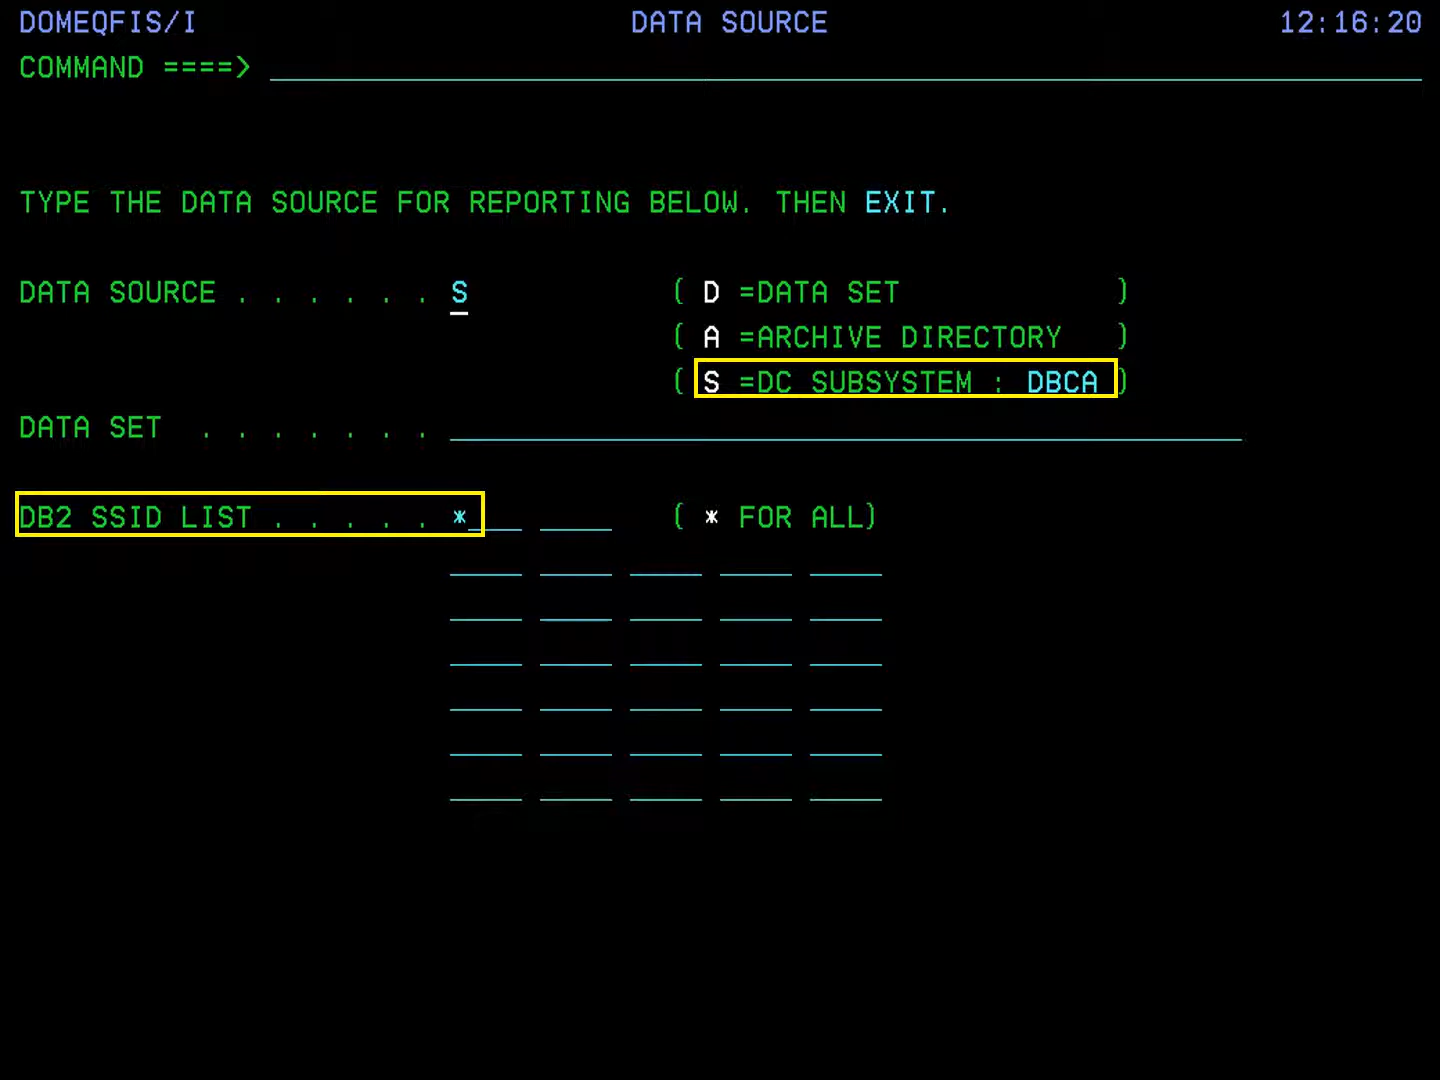 DOMEQFIS/I DATA SOURCE 12:16:20
COMMAND ====>
TYPE THE DATA SOURCE FOR REPORTING BELOW. THEN EXIT.
DATA SOURCE . . . . . . S ( D =DATA SET )
( A =ARCHIVE DIRECTORY )
( S =DC SUBSYSTEM : DBCA )
DATA SET . . . . . . .
DB2 SSID LIST . . . . . * ( * FOR ALL)